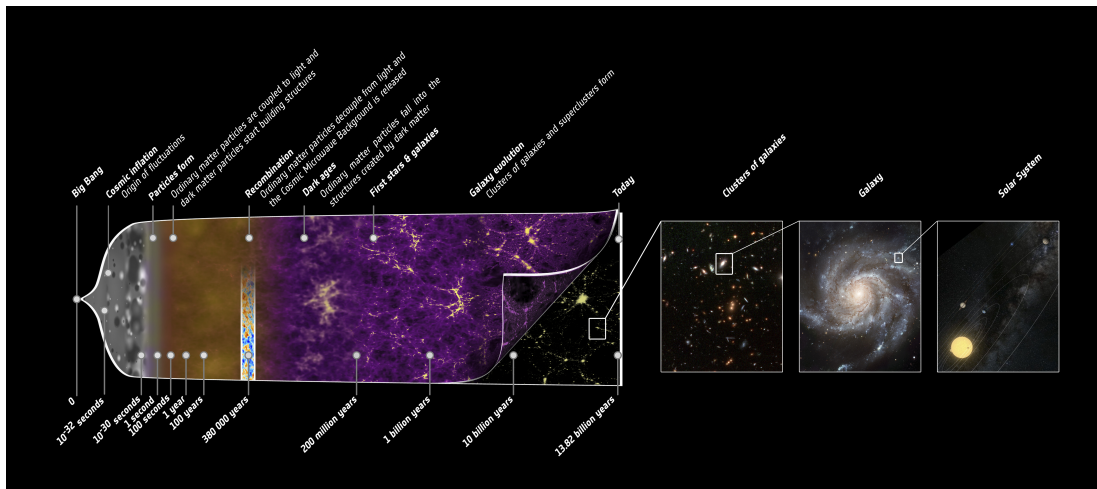 Big Bang
Cosmic inflation
Origin of fluctuations
Particles form
Ordinary matter particles are coupled to light and
dark matter particles start building structures
Recombination
Ordinary matter particles decouple from light and
the Cosmic Microwave Background is released
Dark ages
Ordinary matter particles fall into the
structures created by dark matter
First stars & galaxies
Galaxy evolution
Clusters of galaxies and superclusters form
Today
Clusters of galaxies
Galaxy
Solar System
0
10-32 seconds
10-30 seconds
1 second
100 seconds
1 year
100 years
380 000 years
200 million years
1 billion years
10 billion years
13.82 billion years